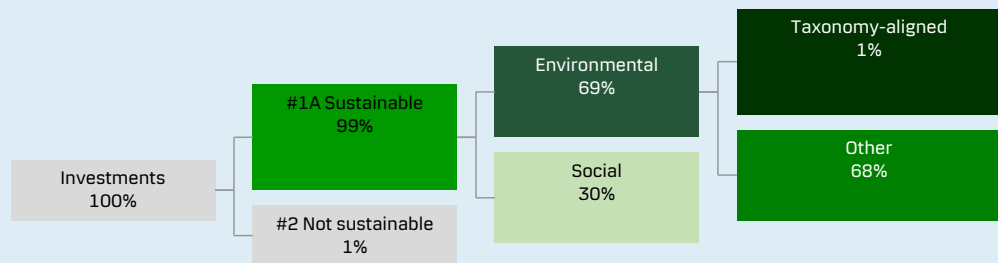 Investments
100%
#1A Sustainable
99%
#2 Not sustainable
1%
Environmental
69%
Social
30%
Taxonomy-aligned
1%
Other
68%